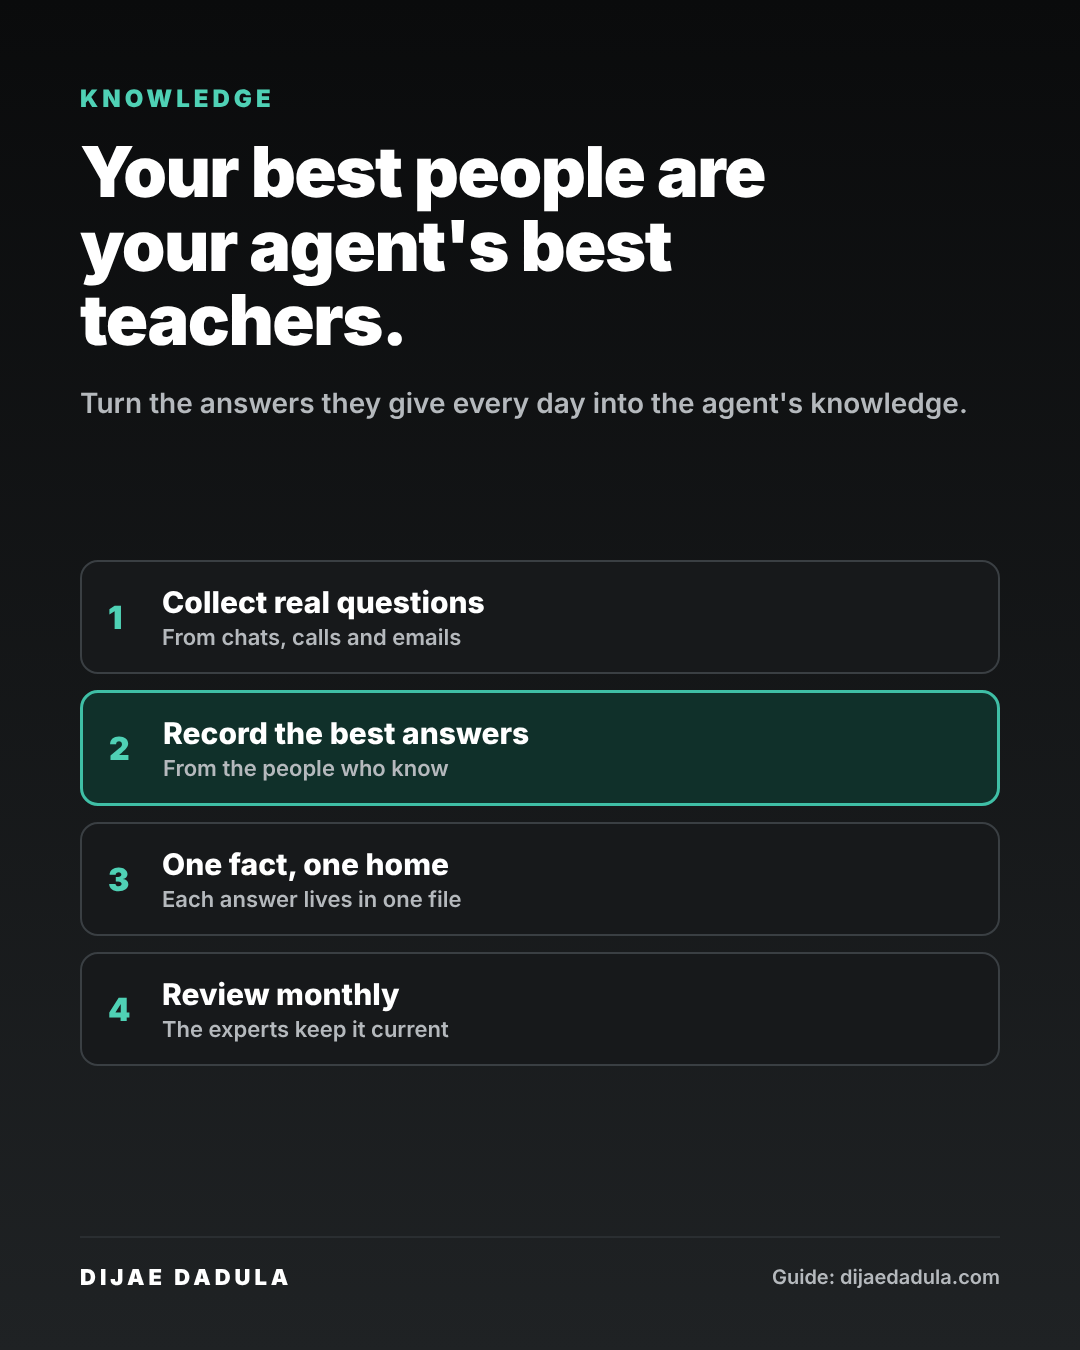 KNOWLEDGE
Your best people are
your agent's best
teachers.
Turn the answers they give every day into the agent's knowledge.
1
Collect real questions
From chats, calls and emails
2
Record the best answers
From the people who know
3
One fact, one home
Each answer lives in one file
4
Review monthly
The experts keep it current
DIJAE DADULA
Guide: dijaedadula.com